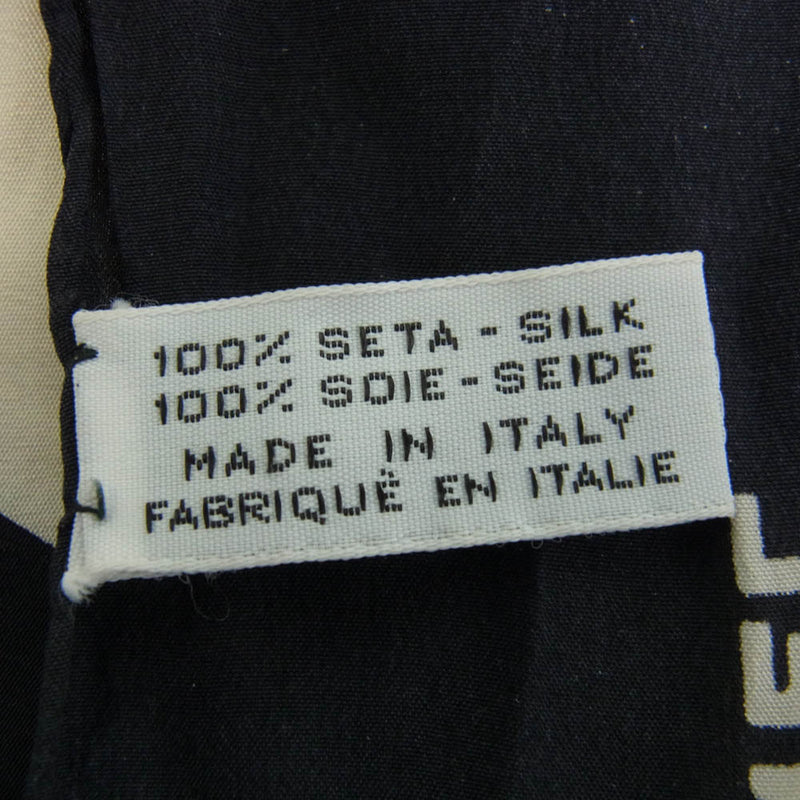 100% SETA - SILK
100% SOIE - SEIDE
MADE IN ITALY
FABRIQUÉ EN ITALIE